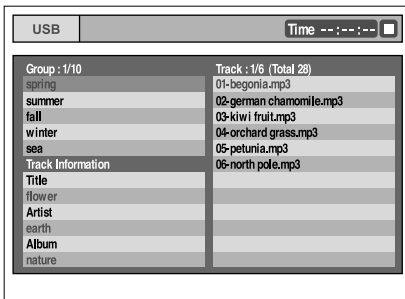 USB
Time --:--:--
Group : 1/10
spring
summer
fall
winter
sea
Track Information
Title
flower
Artist
earth
Album
nature
Track : 1/6 (Total 28)
01-begonia.mp3
02-german chamomile.mp3
03-kiwi fruit.mp3
04-orchard grass.mp3
05-petunia.mp3
06-north pole.mp3